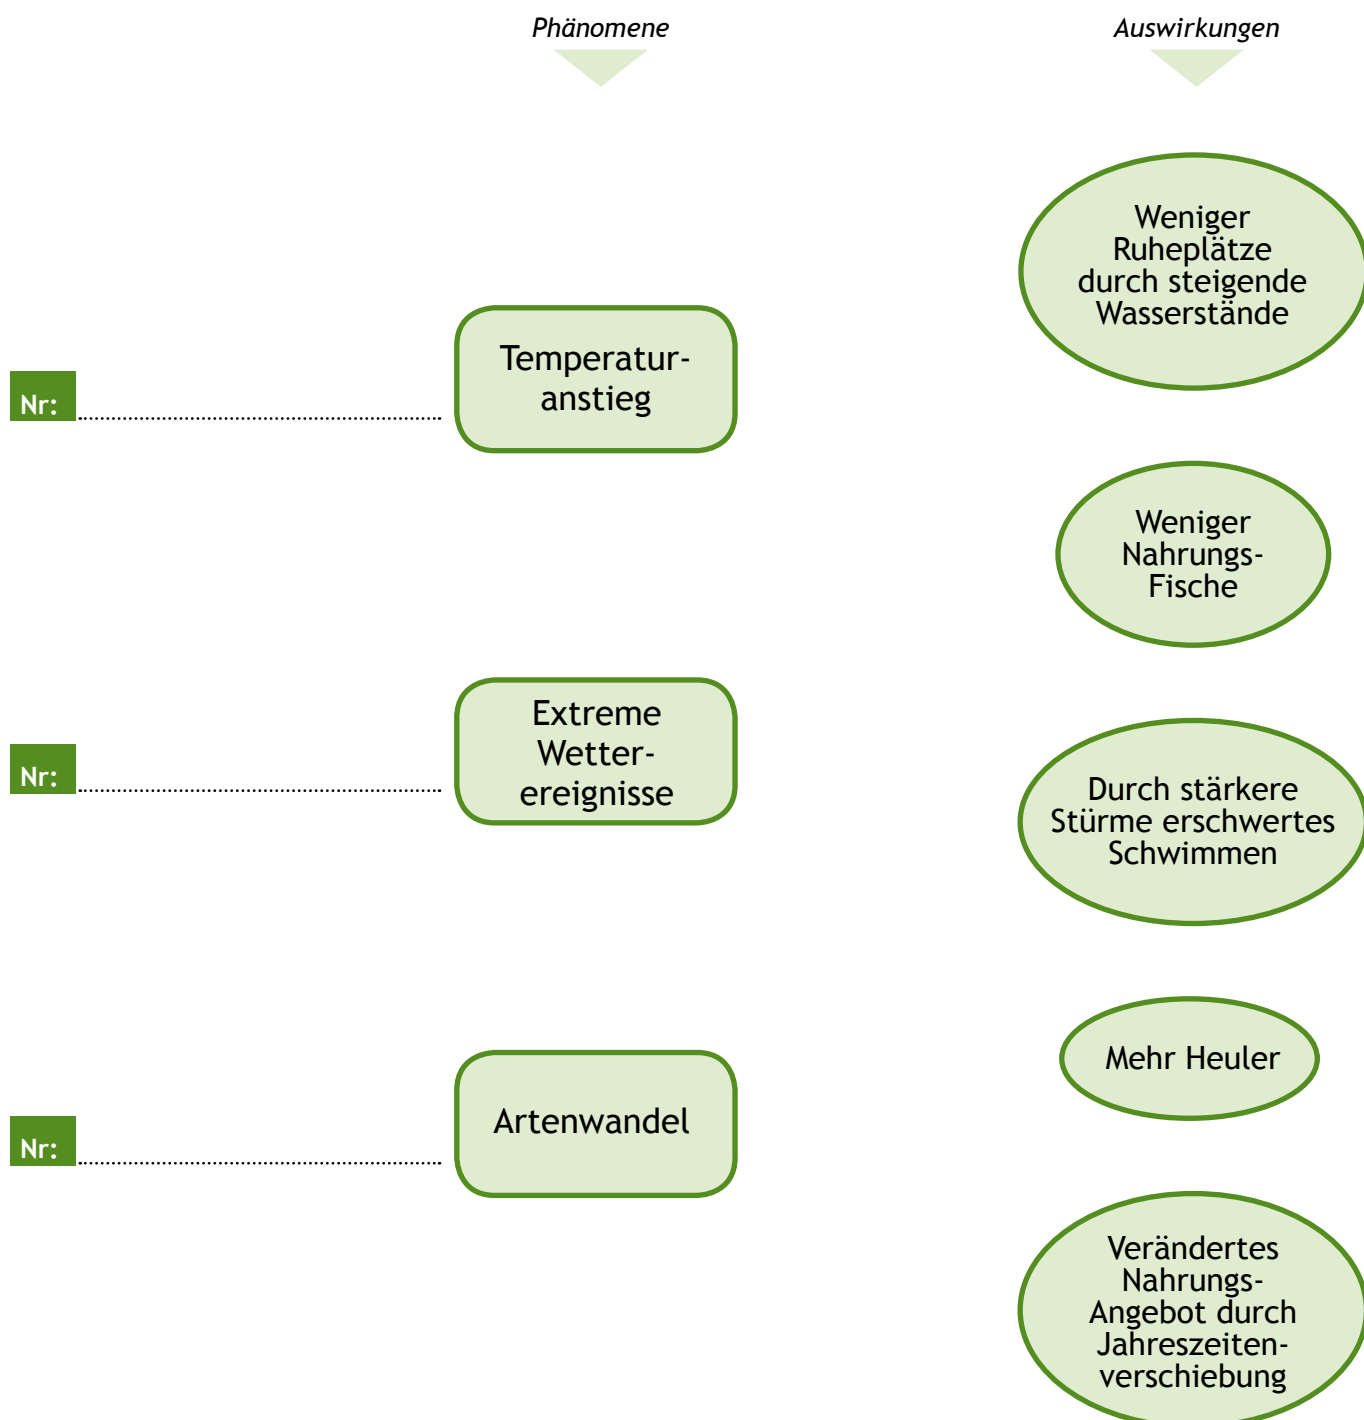 Phänomene
Auswirkungen
Weniger
Ruheplätze
durch steigende
Wasserstände
Temperatur-
anstieg
Nr:
Weniger
Nahrungs-
Fische
Extreme
Wetter-
ereignisse
Nr:
Durch stärkere
Stürme erschwertes
Schwimmen
Mehr Heuler
Artenwandel
Nr:
Verändertes
Nahrungs-
Angebot durch
Jahreszeiten-
verschiebung